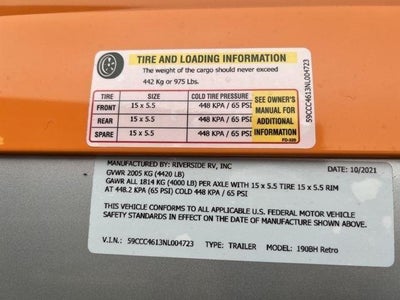 TIRE AND LOADING INFORMATION
The weight of the cargo should never exceed
442 Kg or 975 Lbs.
TIRE SIZE COLD TIRE PRESSURE
FRONT 15 x 5.5 448 KPA / 65 PSI
REAR 15 x 5.5 448 KPA / 65 PSI
SPARE 15 x 5.5 448 KPA / 65 PSI
SEE OWNER'S
MANUAL FOR
ADDITIONAL
INFORMATION
59CCC4613NL004723
MANUFACTURED BY: RIVERSIDE RV, INC DATE: 10/2021
GVWR 2005 KG (4420 LB)
GAWR ALL 1814 KG (4000 LB) PER AXLE WITH 15 x 5.5 TIRE 15 x 5.5 RIM
AT 448.2 KPA (65 PSI) COLD 448 KPA / 65 PSI
THIS VEHICLE CONFORMS TO ALL APPLICABLE U.S. FEDERAL MOTOR VEHICLE
SAFETY STANDARDS IN EFFECT ON THE DATE OF MANUFACTURE SHOWN ABOVE.
V.I.N.: 59CCC4613NL004723 TYPE: TRAILER MODEL: 190BH Retro